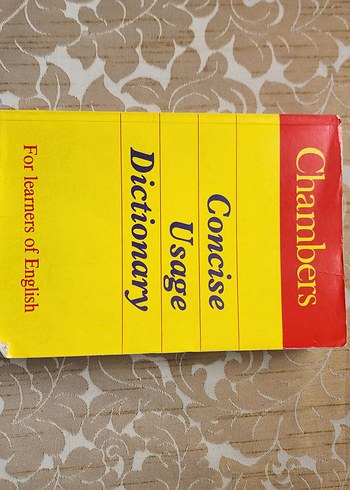 Chambers
Concise
Usage
Dictionary
For learners of English